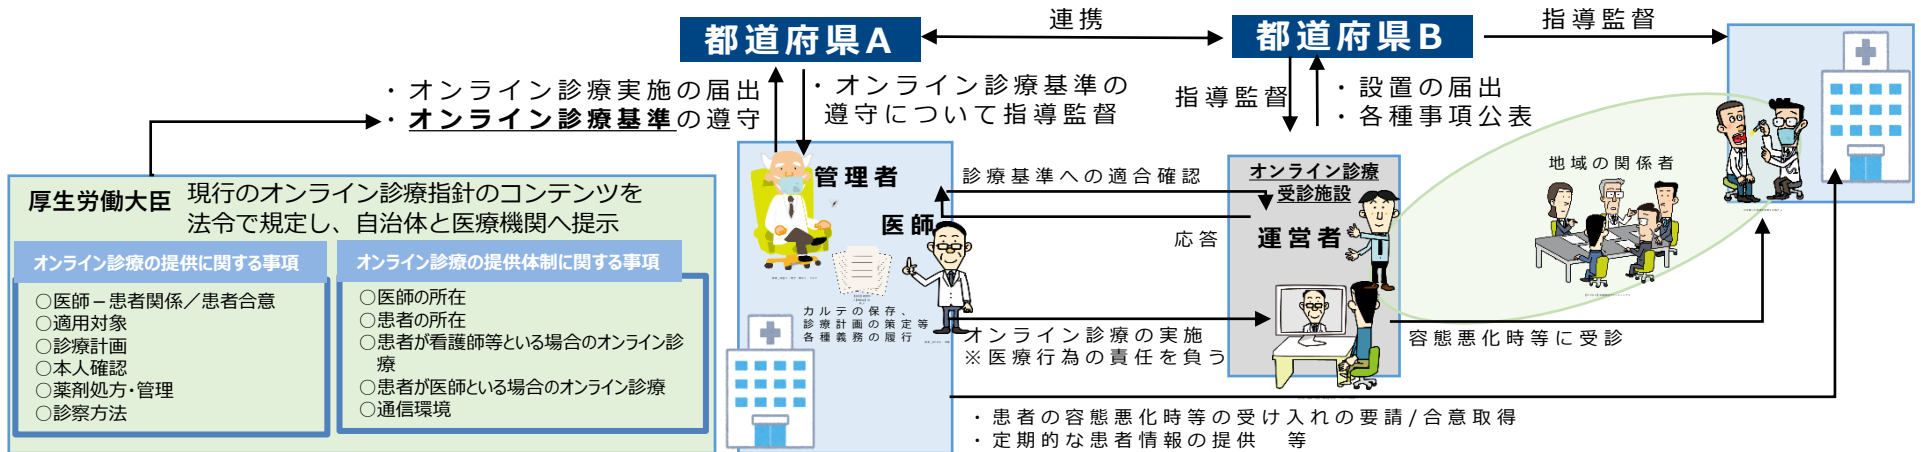 都道府県A
連携
都道府県B
指導監督
・オンライン診療実施の届出
・オンライン診療基準の遵守
・オンライン診療基準の
遵守について指導監督
指導監督
・設置の届出
・各種事項公表
厚生労働大臣
現行のオンライン診療指針のコンテンツを
法令で規定し、自治体と医療機関へ提示
オンライン診療の提供に関する事項
○医師－患者関係／患者合意
○適用対象
○診療計画
○本人確認
○薬剤処方・管理
○診察方法
オンライン診療の提供体制に関する事項
○医師の所在
○患者の所在
○患者が看護師等といる場合のオンライン診
療
○患者が医師といる場合のオンライン診療
○通信環境
管理者
医師
カルテの保存、
診療計画の策定等
各種義務の履行
診療基準への適合確認
応答
オンライン診療の実施
※医療行為の責任を負う
オンライン診療
受診施設
運営者
地域の関係者
容態悪化時等に受診
・患者の容態悪化時等の受け入れの要請/合意取得
・定期的な患者情報の提供　等